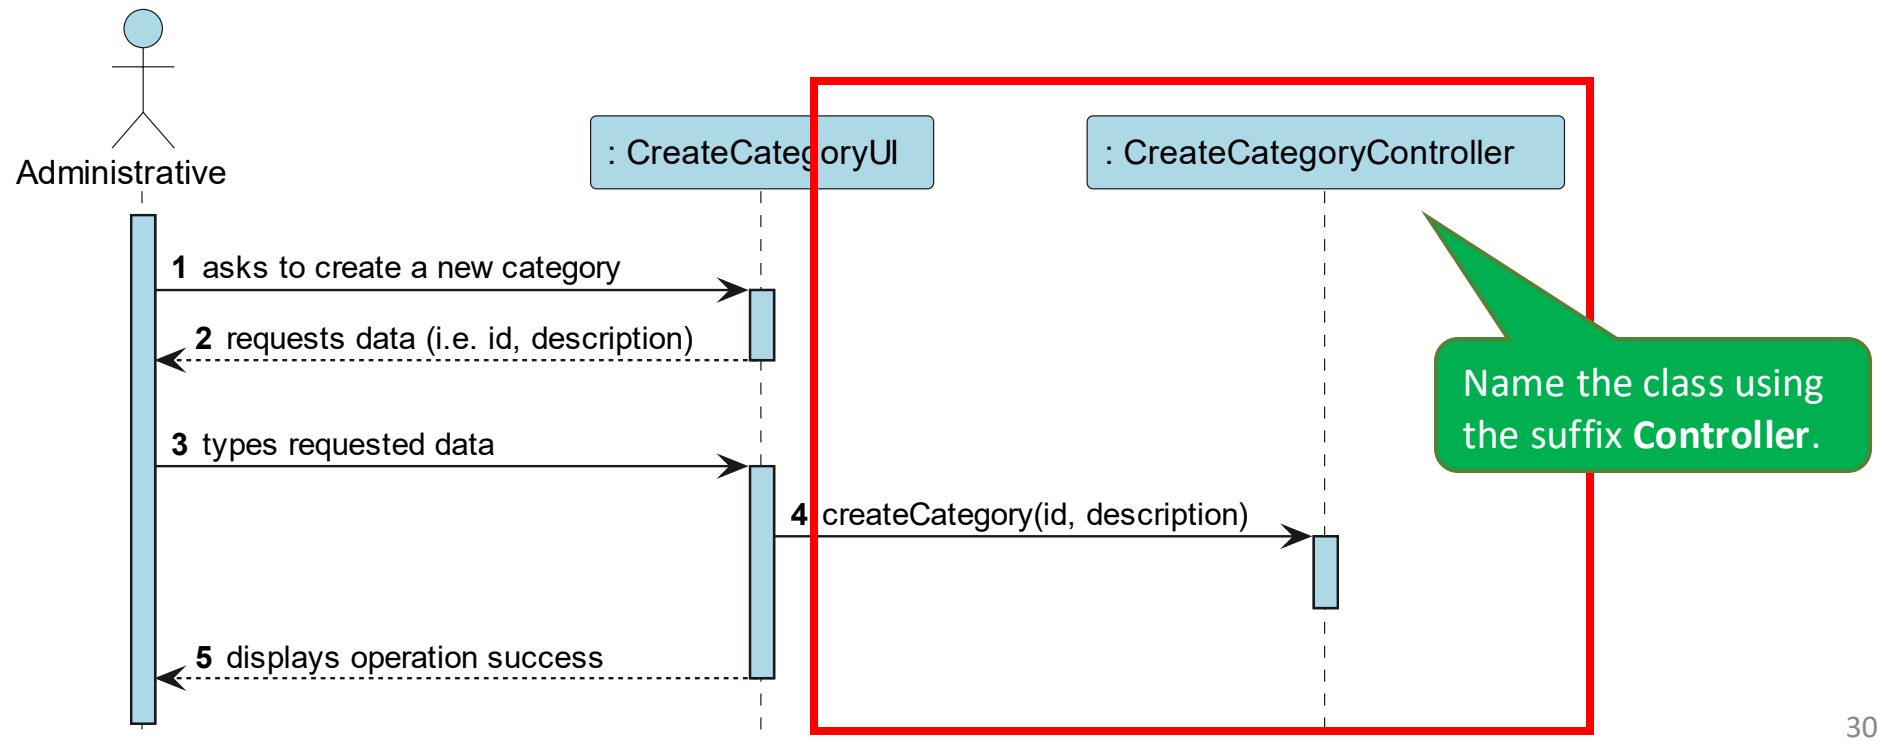 Administrative
: CreateCategoryUI
: CreateCategoryController
1 asks to create a new category
2 requests data (i.e. id, description)
Name the class using
the suffix Controller.
3 types requested data
4 createCategory(id, description)
5 displays operation success
30